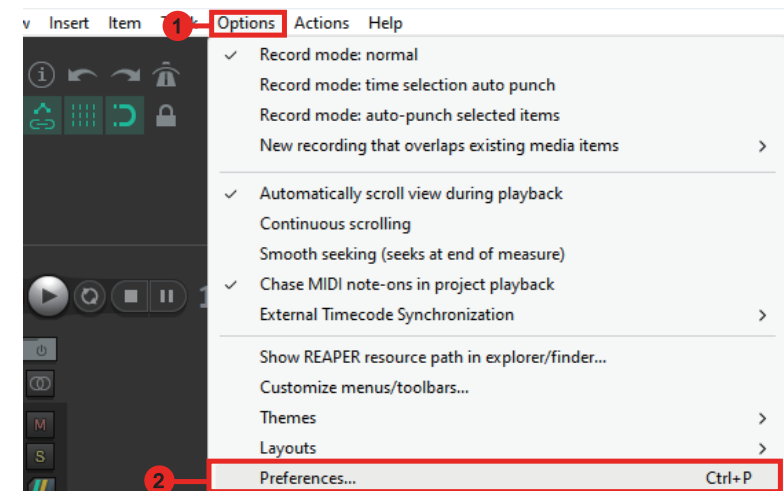 Insert Item 1 Options Actions Help
Record mode: normal
Record mode: time selection auto punch
Record mode: auto-punch selected items
New recording that overlaps existing media items
Automatically scroll view during playback
Continuous scrolling
Smooth seeking (seeks at end of measure)
Chase MIDI note-ons in project playback
External Timecode Synchronization
Show REAPER resource path in explorer/finder...
Customize menus/toolbars...
Themes
M
Layouts
S
2 Preferences... Ctrl+P